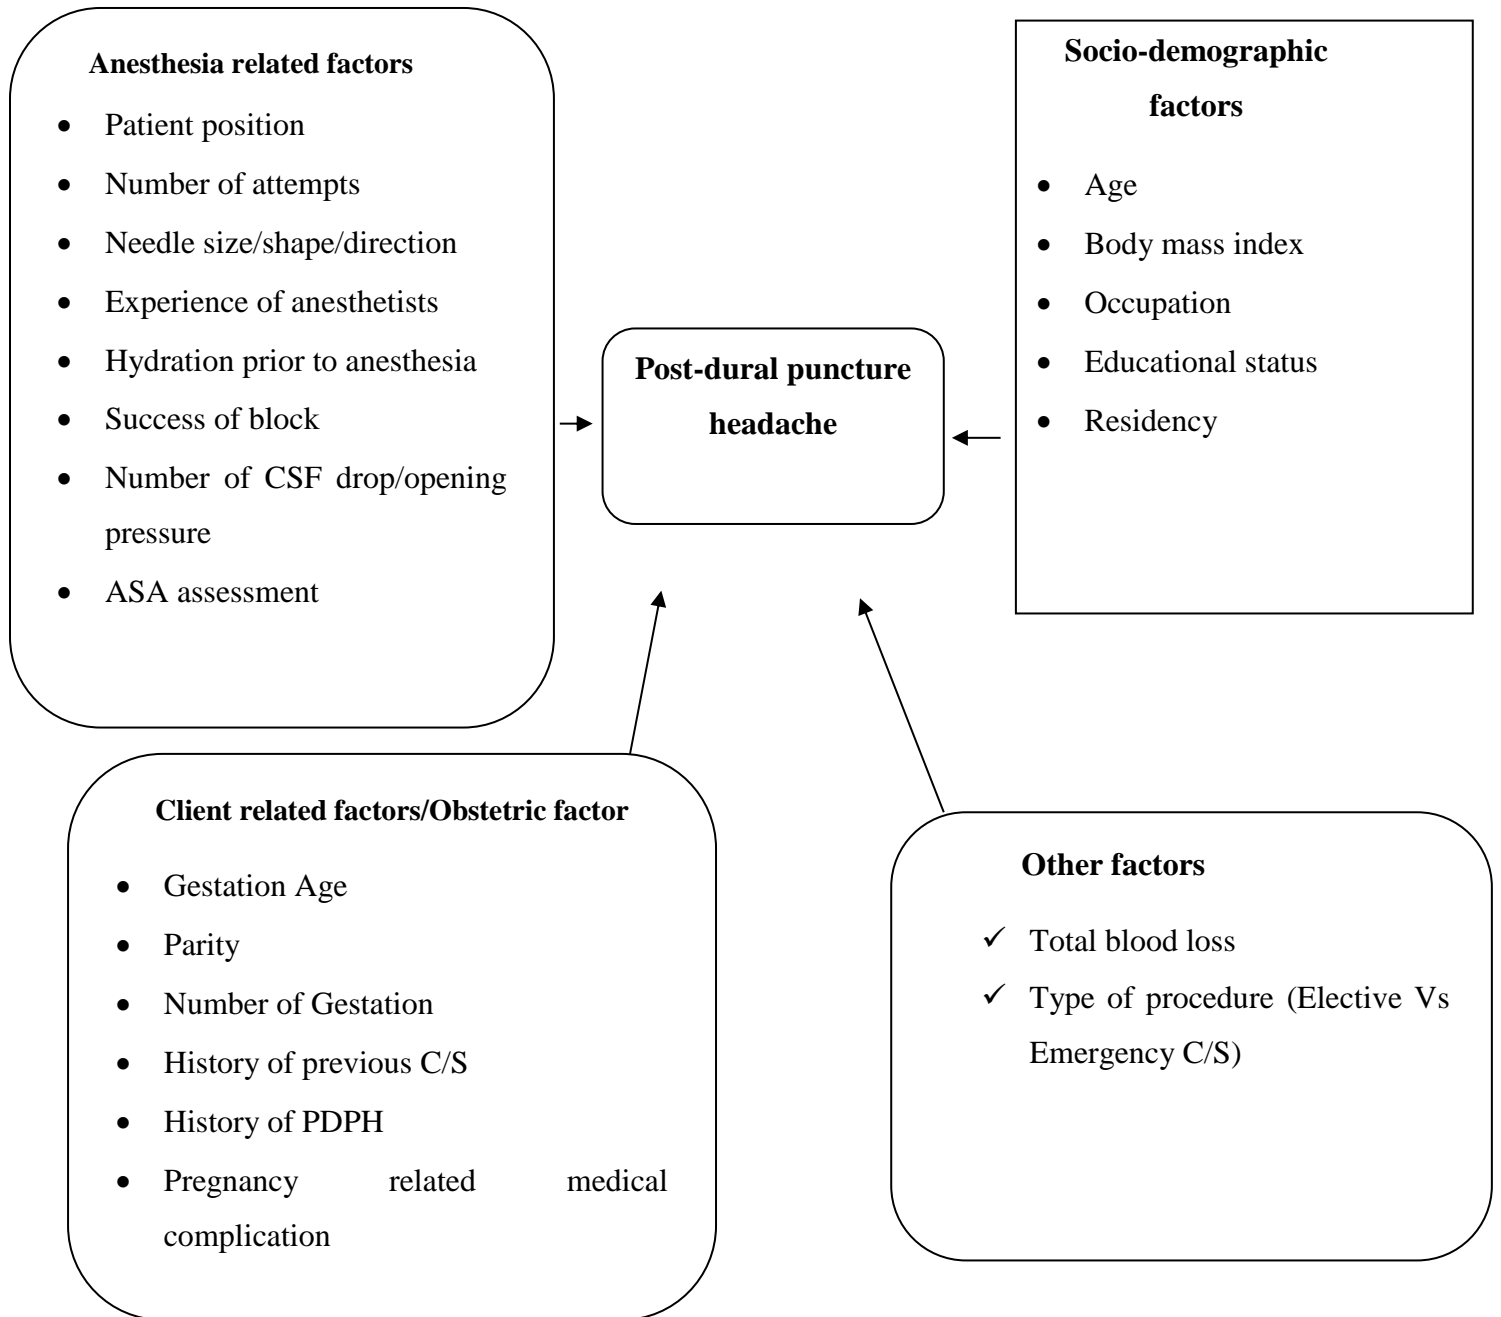 Anesthesia related factors
• Patient position
• Number of attempts
• Needle size/shape/direction
• Experience of anesthetists
• Hydration prior to anesthesia
• Success of block
• Number of CSF drop/opening
pressure
• ASA assessment
Socio-demographic
factors
• Age
• Body mass index
• Occupation
• Educational status
• Residency
Post-dural puncture
headache
Client related factors/Obstetric factor
• Gestation Age
• Parity
• Number of Gestation
• History of previous C/S
• History of PDPH
• Pregnancy related medical
complication
Other factors
✓ Total blood loss
✓ Type of procedure (Elective Vs
Emergency C/S)